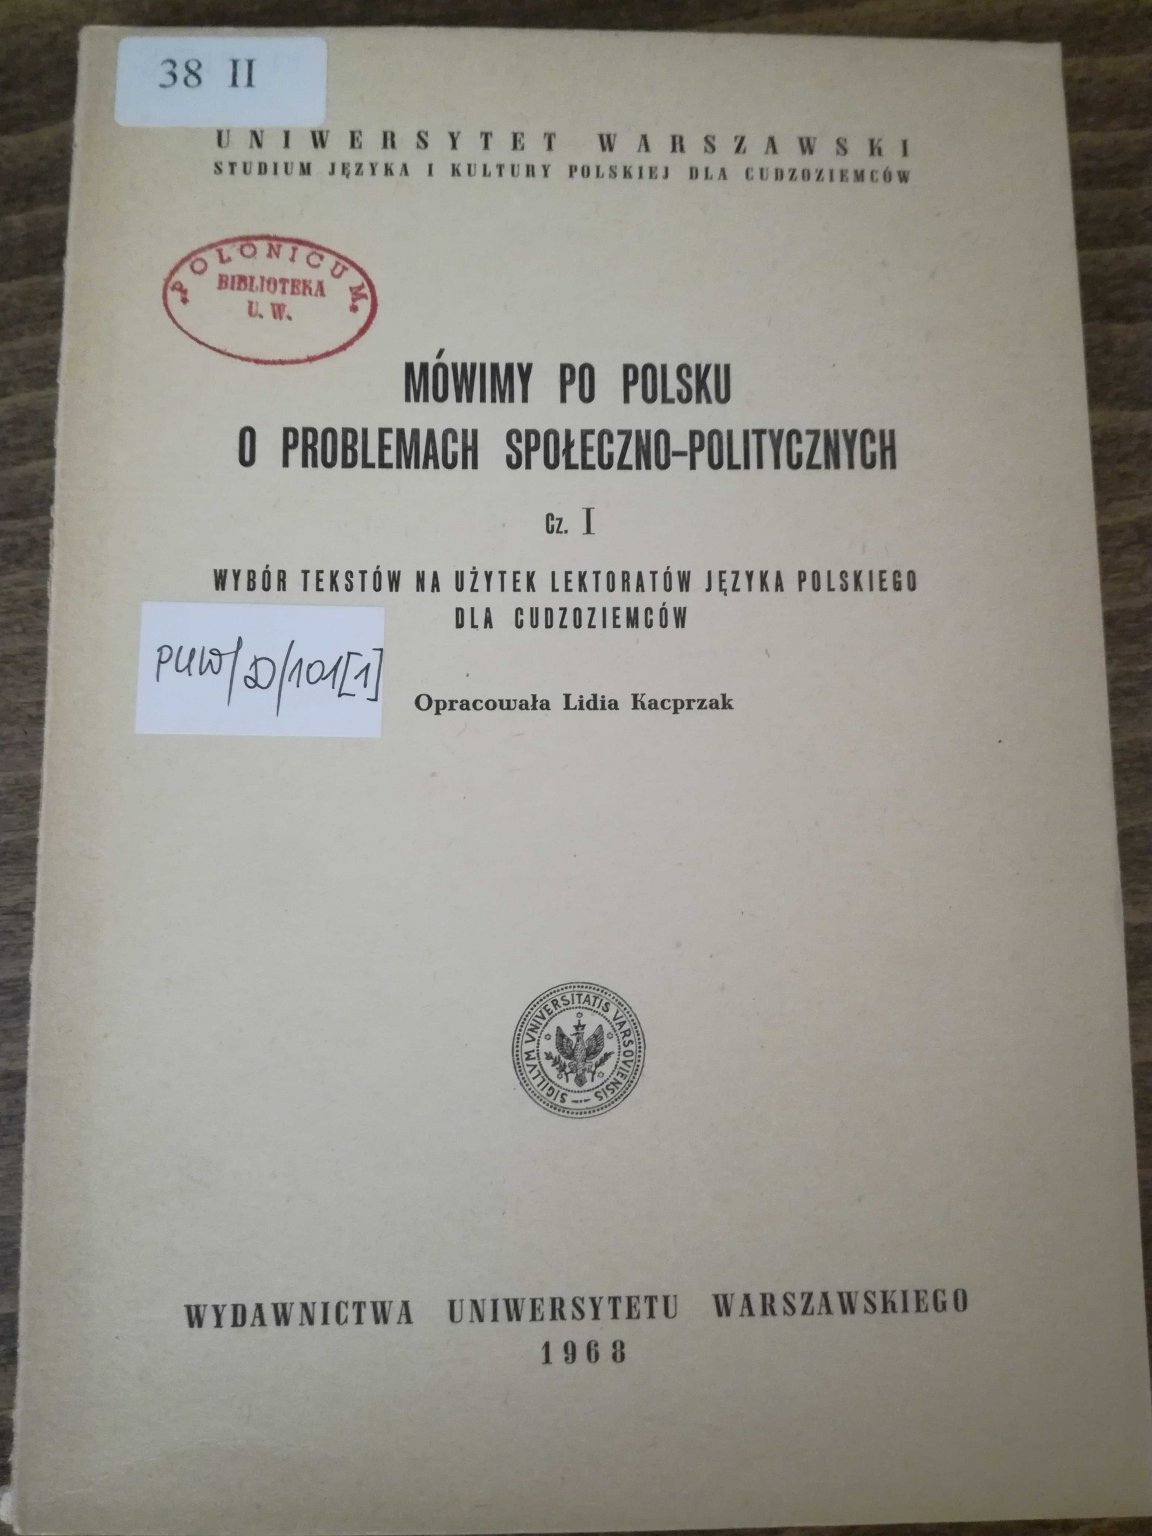 38 II
UNIWERSYTET WARSZAWSKI
STUDIUM JĘZYKA I KULTURY POLSKIEJ DLA CUDZOZIEMCÓW
* POLONICUM *
BIBLIOTEKA
U. W.
MÓWIMY PO POLSKU
O PROBLEMACH SPOŁECZNO-POLITYCZNYCH
Cz. I
WYBÓR TEKSTÓW NA UŻYTEK LEKTORATÓW JĘZYKA POLSKIEGO
DLA CUDZOZIEMCÓW
PUW/D/101[1]
Opracowała Lidia Kacprzak
SIGILLVM VNIVERSITATIS VARSOVIENSIS
WYDAWNICTWA UNIWERSYTETU WARSZAWSKIEGO
1968